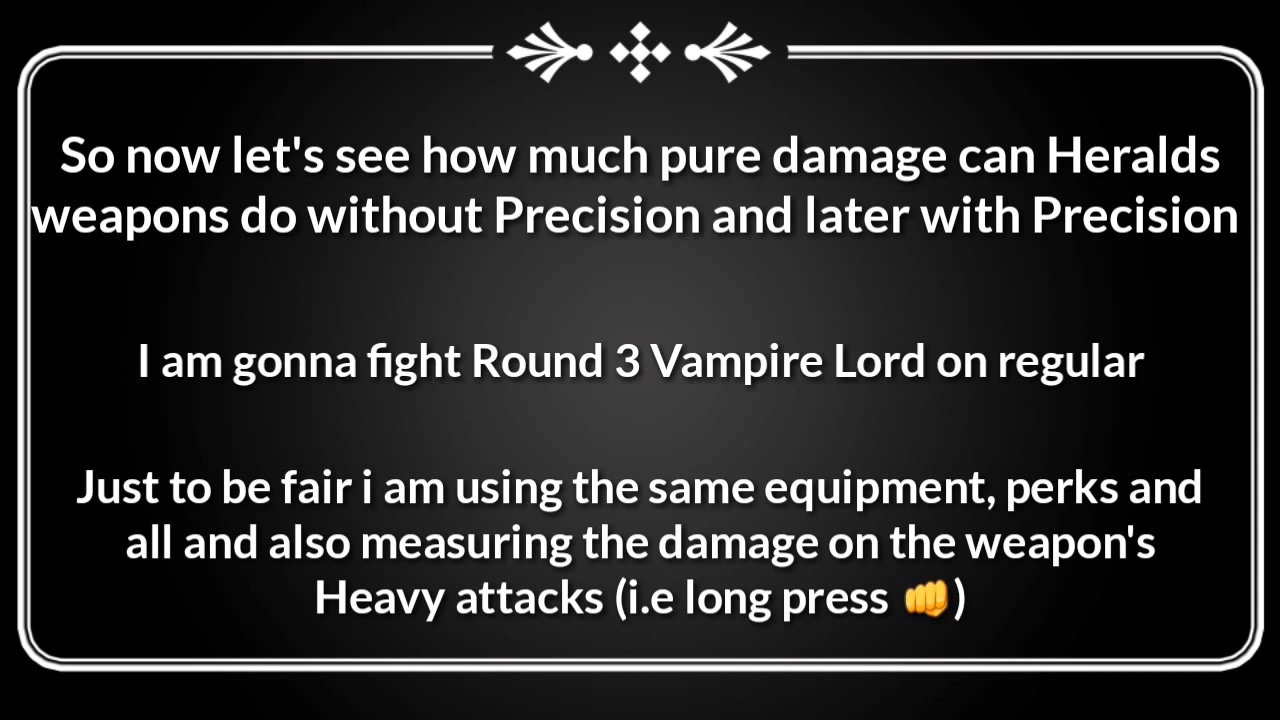 So now let's see how much pure damage can Heralds
weapons do without Precision and later with Precision
I am gonna fight Round 3 Vampire Lord on regular
Just to be fair i am using the same equipment, perks and
all and also measuring the damage on the weapon's
Heavy attacks (i.e long press 👊)